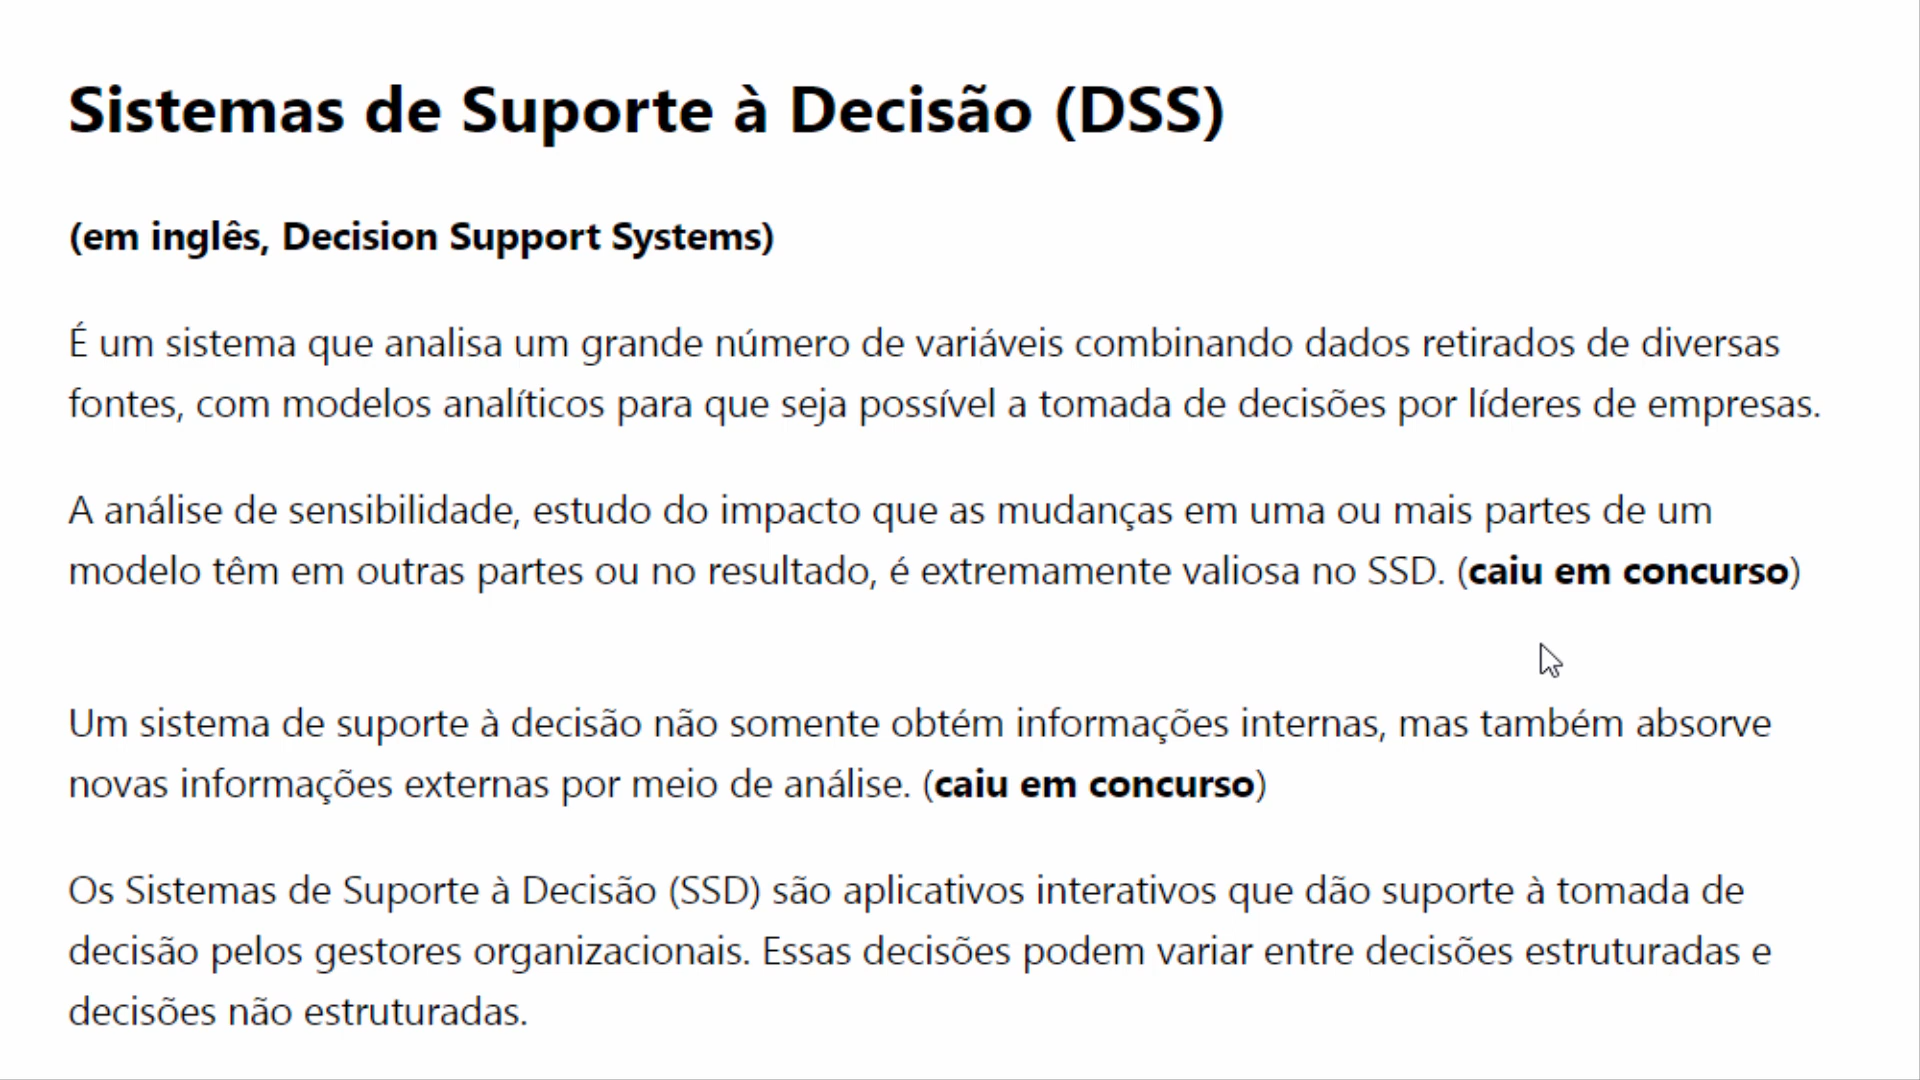 Sistemas de Suporte à Decisão (DSS)
(em inglês, Decision Support Systems)
É um sistema que analisa um grande número de variáveis combinando dados retirados de diversas
fontes, com modelos analíticos para que seja possível a tomada de decisões por líderes de empresas.
A análise de sensibilidade, estudo do impacto que as mudanças em uma ou mais partes de um
modelo têm em outras partes ou no resultado, é extremamente valiosa no SSD. (caiu em concurso)
Um sistema de suporte à decisão não somente obtém informações internas, mas também absorve
novas informações externas por meio de análise. (caiu em concurso)
Os Sistemas de Suporte à Decisão (SSD) são aplicativos interativos que dão suporte à tomada de
decisão pelos gestores organizacionais. Essas decisões podem variar entre decisões estruturadas e
decisões não estruturadas.